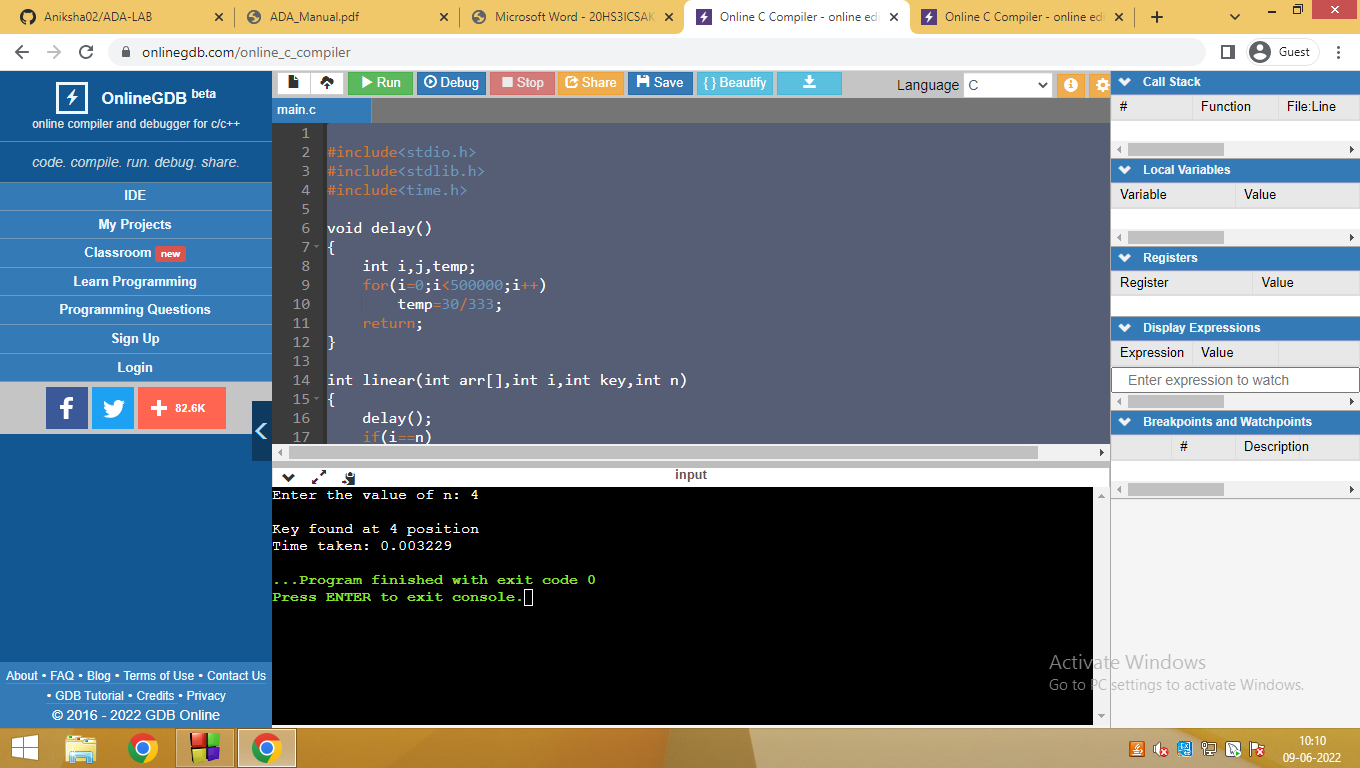 Aniksha02/ADA-LAB
ADA_Manual.pdf
Microsoft Word - 20HS3ICSAK
Online C Compiler - online edi
Online C Compiler - online edi
onlinegdb.com/online_c_compiler
Guest
OnlineGDB beta
online compiler and debugger for c/c++
code. compile. run. debug. share.
IDE
My Projects
Classroom new
Learn Programming
Programming Questions
Sign Up
Login
82.6K
About • FAQ • Blog • Terms of Use • Contact Us
• GDB Tutorial • Credits • Privacy
© 2016 - 2022 GDB Online
Run Debug Stop Share Save { } Beautify
Language C
main.c
1
2 #include<stdio.h>
3 #include<stdlib.h>
4 #include<time.h>
5
6 void delay()
7 {
8 int i,j,temp;
9 for(i=0;i<500000;i++)
10 temp=30/333;
11 return;
12 }
13
14 int linear(int arr[],int i,int key,int n)
15 {
16 delay();
17 if(i==n)
input
Enter the value of n: 4
Key found at 4 position
Time taken: 0.003229
...Program finished with exit code 0
Press ENTER to exit console.
Call Stack
# Function File:Line
Local Variables
Variable Value
Registers
Register Value
Display Expressions
Expression Value
Enter expression to watch
Breakpoints and Watchpoints
# Description
Activate Windows
Go to PC settings to activate Windows.
10:10
09-06-2022